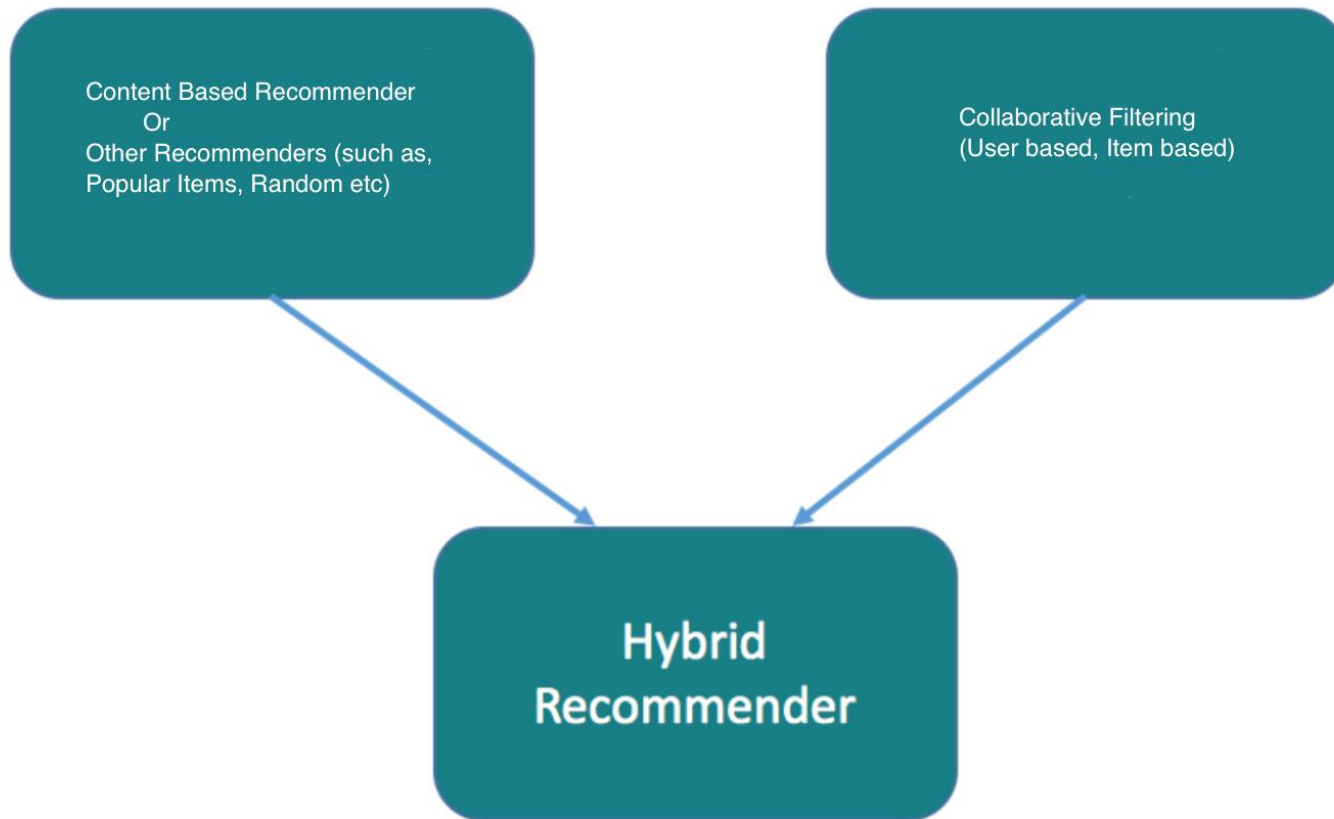 Content Based Recommender
Or
Other Recommenders (such as,
Popular Items, Random etc)
Collaborative Filtering
(User based, Item based)
Hybrid
Recommender